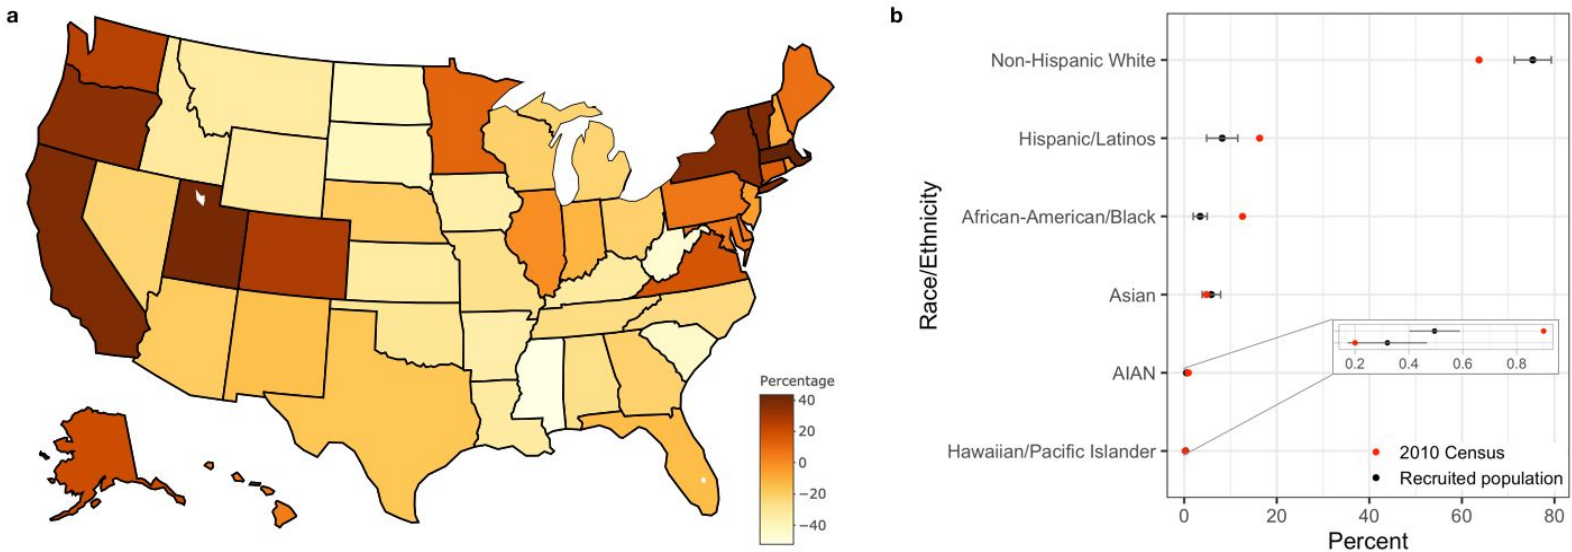 a
Percentage
40
20
0
−20
−40
b
Race/Ethnicity
Non-Hispanic White
Hispanic/Latinos
African-American/Black
Asian
AIAN
Hawaiian/Pacific Islander
0.2 0.4 0.6 0.8
2010 Census
Recruited population
0 20 40 60 80
Percent